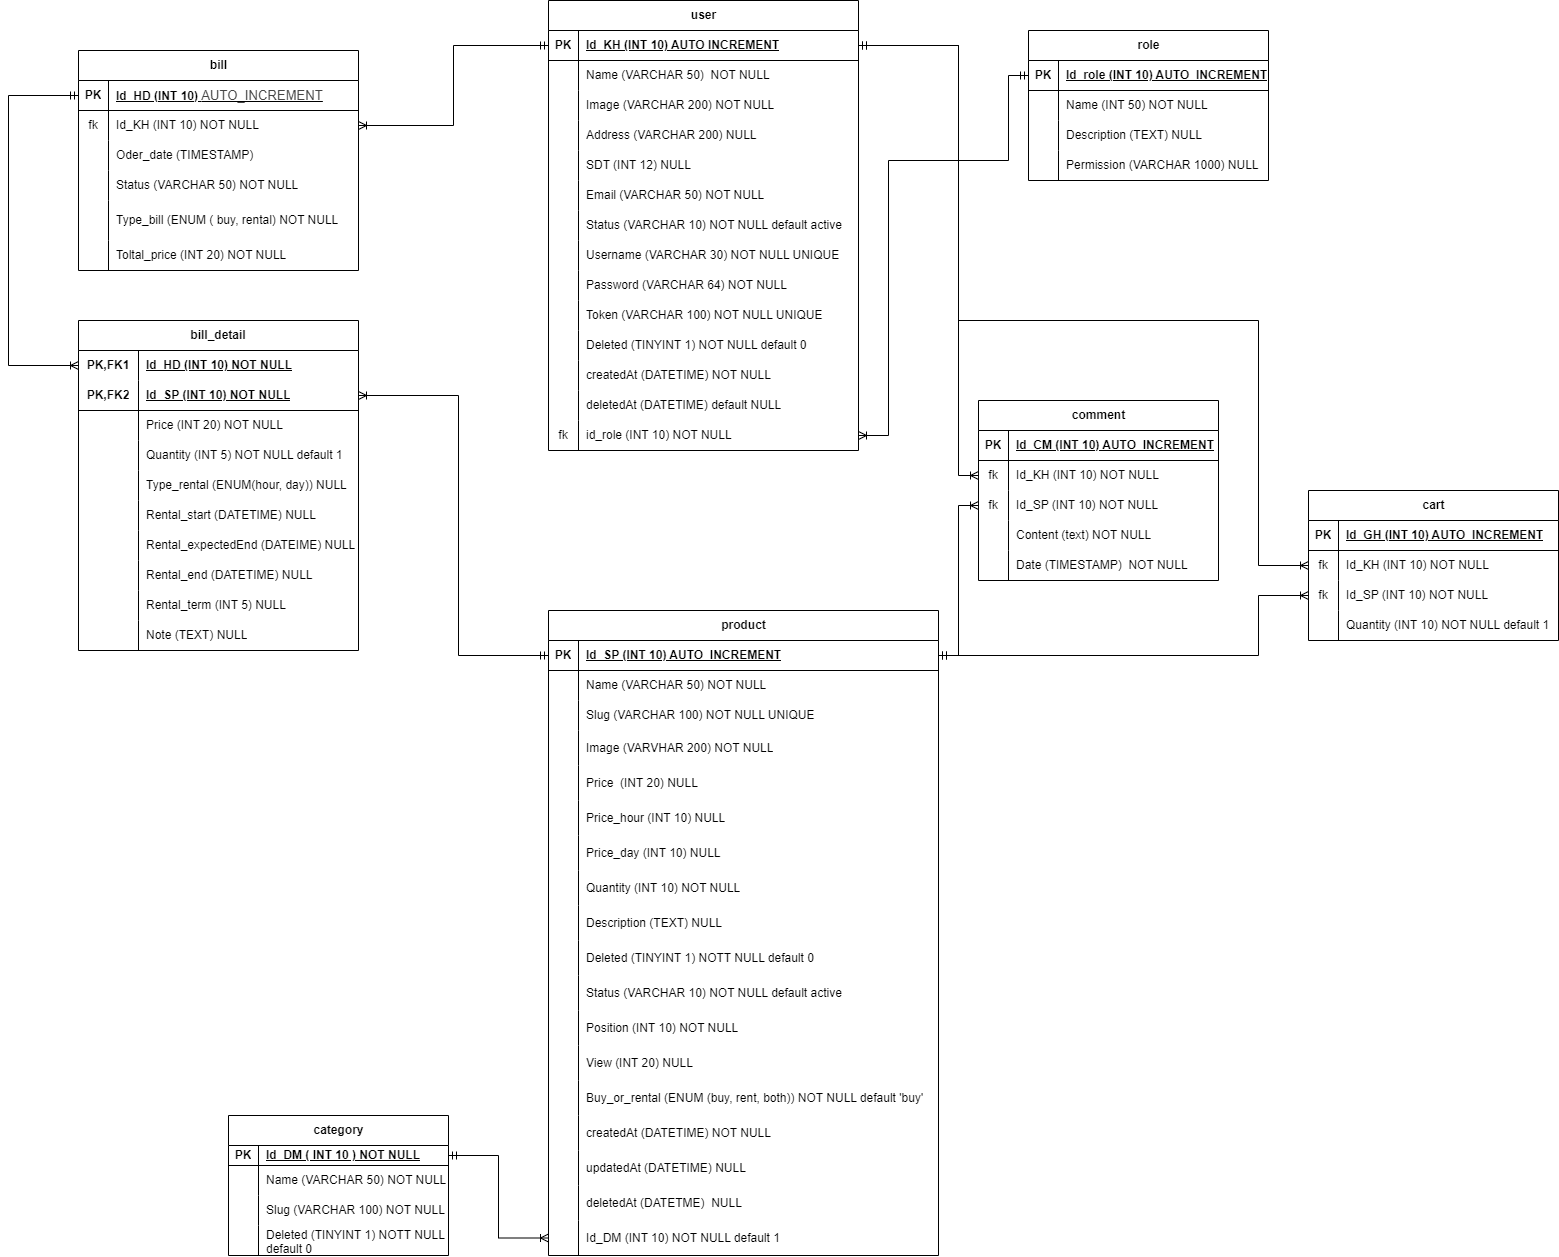 bill
PK Id_HD (INT 10) AUTO_INCREMENT
fk Id_KH (INT 10) NOT NULL
Oder_date (TIMESTAMP)
Status (VARCHAR 50) NOT NULL
Type_bill (ENUM ( buy, rental) NOT NULL
Toltal_price (INT 20) NOT NULL
bill_detail
PK,FK1 Id_HD (INT 10) NOT NULL
PK,FK2 Id_SP (INT 10) NOT NULL
Price (INT 20) NOT NULL
Quantity (INT 5) NOT NULL default 1
Type_rental (ENUM(hour, day)) NULL
Rental_start (DATETIME) NULL
Rental_expectedEnd (DATEIME) NULL
Rental_end (DATETIME) NULL
Rental_term (INT 5) NULL
Note (TEXT) NULL
user
PK Id_KH (INT 10) AUTO INCREMENT
Name (VARCHAR 50) NOT NULL
Image (VARCHAR 200) NOT NULL
Address (VARCHAR 200) NULL
SDT (INT 12) NULL
Email (VARCHAR 50) NOT NULL
Status (VARCHAR 10) NOT NULL default active
Username (VARCHAR 30) NOT NULL UNIQUE
Password (VARCHAR 64) NOT NULL
Token (VARCHAR 100) NOT NULL UNIQUE
Deleted (TINYINT 1) NOT NULL default 0
createdAt (DATETIME) NOT NULL
deletedAt (DATETIME) default NULL
fk id_role (INT 10) NOT NULL
role
PK Id_role (INT 10) AUTO_INCREMENT
Name (INT 50) NOT NULL
Description (TEXT) NULL
Permission (VARCHAR 1000) NULL
comment
PK Id_CM (INT 10) AUTO_INCREMENT
fk Id_KH (INT 10) NOT NULL
fk Id_SP (INT 10) NOT NULL
Content (text) NOT NULL
Date (TIMESTAMP) NOT NULL
cart
PK Id_GH (INT 10) AUTO_INCREMENT
fk Id_KH (INT 10) NOT NULL
fk Id_SP (INT 10) NOT NULL
Quantity (INT 10) NOT NULL default 1
product
PK Id_SP (INT 10) AUTO_INCREMENT
Name (VARCHAR 50) NOT NULL
Slug (VARCHAR 100) NOT NULL UNIQUE
Image (VARVHAR 200) NOT NULL
Price (INT 20) NULL
Price_hour (INT 10) NULL
Price_day (INT 10) NULL
Quantity (INT 10) NOT NULL
Description (TEXT) NULL
Deleted (TINYINT 1) NOTT NULL default 0
Status (VARCHAR 10) NOT NULL default active
Position (INT 10) NOT NULL
View (INT 20) NULL
Buy_or_rental (ENUM (buy, rent, both)) NOT NULL default 'buy'
createdAt (DATETIME) NOT NULL
updatedAt (DATETIME) NULL
deletedAt (DATETME) NULL
Id_DM (INT 10) NOT NULL default 1
category
PK Id_DM ( INT 10 ) NOT NULL
Name (VARCHAR 50) NOT NULL
Slug (VARCHAR 100) NOT NULL
Deleted (TINYINT 1) NOTT NULL
default 0